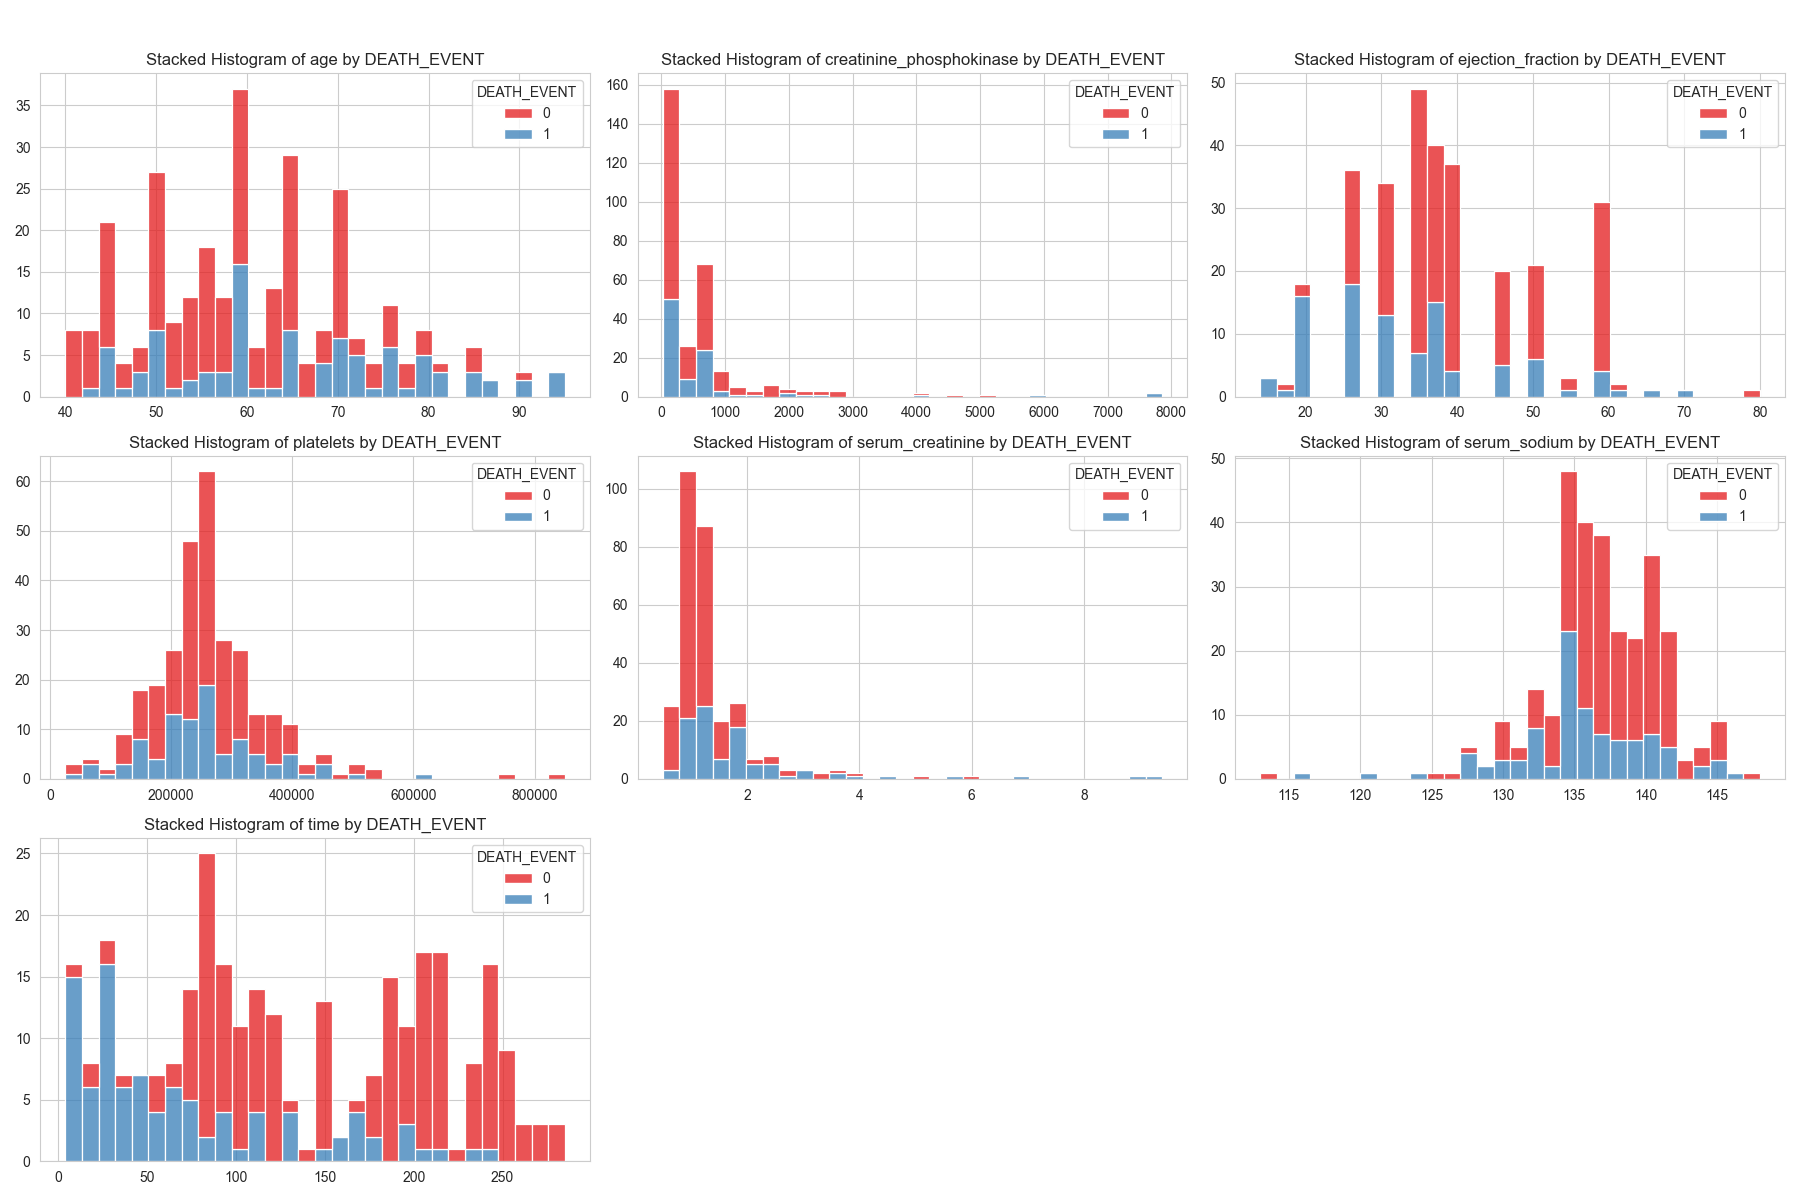 Stacked Histogram of age by DEATH_EVENT
DEATH_EVENT
0
1
35
30
25
20
15
10
5
0
40 50 60 70 80 90
Stacked Histogram of creatinine_phosphokinase by DEATH_EVENT
DEATH_EVENT
0
1
160
140
120
100
80
60
40
20
0
0 1000 2000 3000 4000 5000 6000 7000 8000
Stacked Histogram of ejection_fraction by DEATH_EVENT
DEATH_EVENT
0
1
50
40
30
20
10
0
20 30 40 50 60 70 80
Stacked Histogram of platelets by DEATH_EVENT
DEATH_EVENT
0
1
60
50
40
30
20
10
0
0 200000 400000 600000 800000
Stacked Histogram of serum_creatinine by DEATH_EVENT
DEATH_EVENT
0
1
100
80
60
40
20
0
2 4 6 8
Stacked Histogram of serum_sodium by DEATH_EVENT
DEATH_EVENT
0
1
50
40
30
20
10
0
115 120 125 130 135 140 145
Stacked Histogram of time by DEATH_EVENT
DEATH_EVENT
0
1
25
20
15
10
5
0
0 50 100 150 200 250